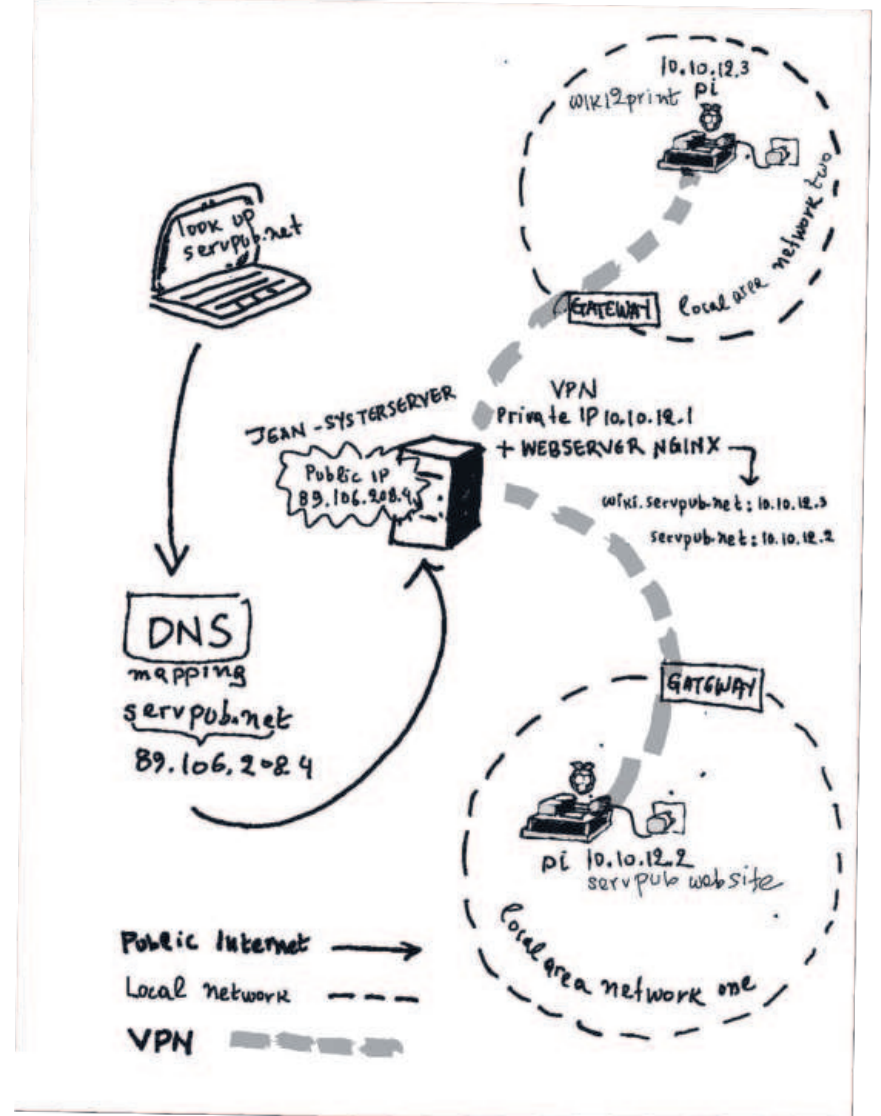 10.10.12.3
pi
wiki2print
look up
servpub.net
local area network two
GATEWAY
JEAN-SYSTERSERVER
Public IP
89.106.208.4
VPN
Private IP 10.10.12.1
+ WEBSERVER NGINX
wiki.servpub.net: 10.10.12.3
servpub.net: 10.10.12.2
DNS
mapping
servpub.net
89.106.208.4
GATEWAY
pi 10.10.12.2
servpub website
local area network one
Public Internet
Local network
VPN